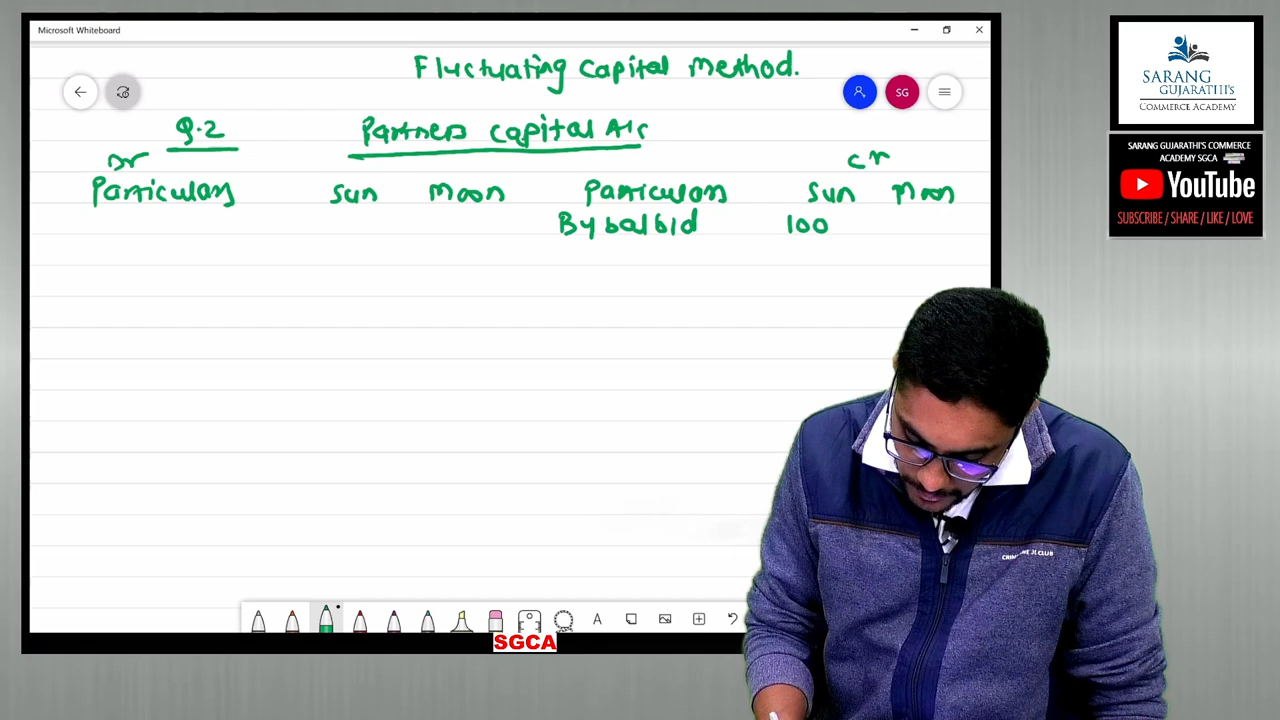 Microsoft Whiteboard
Fluctuating Capital Method.
SG
Q.2 Partners Capital A/c
Dr Cr
Particulars Sun Moon Particulars Sun Moon
By bal b/d 100
A
SGCA
SARANG
GUJARATHI'S
COMMERCE ACADEMY
SARANG GUJARATHI'S COMMERCE
ACADEMY SGCA
YouTube
SUBSCRIBE / SHARE / LIKE / LOVE